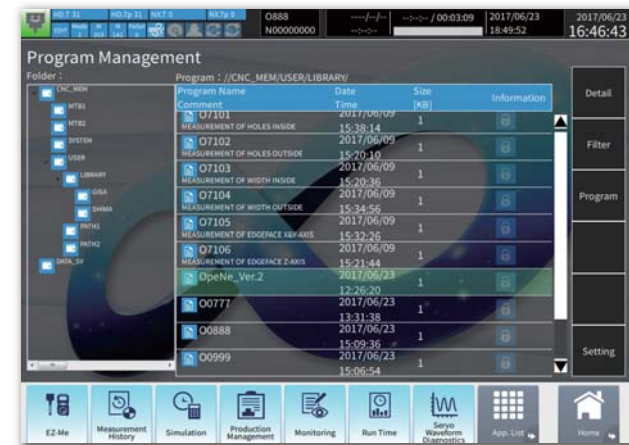 HD.T 31 HD.Tp 31 NX.T 0 NX.Tp 0
O888
N00000000
----/--/-- --:--:-- / 00:03:09
--:--:--
2017/06/23
18:49:52
2017/06/23
16:46:43
EDIT
Program Management
Folder :
Program : //CNC_MEM/USER/LIBRARY/
CNC_MEM
MTB1
MTB2
SYSTEM
USER
LIBRARY
GISA
SHIMA
PATH1
PATH2
DATA_SV
Program Name Date Size Information
Comment Time [KB]
O7101 2017/06/09 1
MEASUREMENT OF HOLES INSIDE 15:38:14
O7102 2017/06/09 1
MEASUREMENT OF HOLES OUTSIDE 15:20:10
O7103 2017/06/09 1
MEASUREMENT OF WIDTH INSIDE 15:20:36
O7104 2017/06/09 1
MEASUREMENT OF WIDTH OUTSIDE 15:34:56
O7105 2017/06/09 1
MEASUREMENT OF EDGEFACE X&Y-AXIS 15:32:26
O7106 2017/06/09 1
MEASUREMENT OF EDGEFACE Z-AXIS 15:21:44
OpeNe_Ver.2 2017/06/23 1
12:26:20
O0777 2017/06/23 1
13:31:38
O0888 2017/06/23 1
15:09:36
O0999 2017/06/23 1
15:06:54
Detail
Filter
Program
Setting
EZ-Me
Measurement History
Simulation
Production Management
Monitoring
Run Time
Servo Waveform Diagnostics
App. List
Home